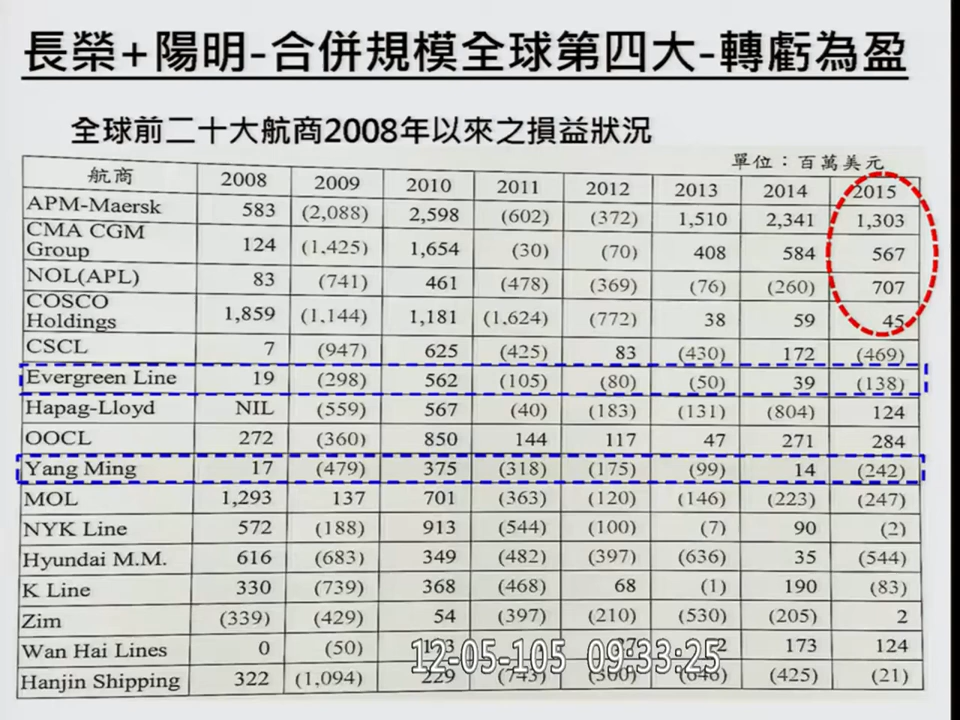 長榮+陽明-合併規模全球第四大-轉虧為盈
全球前二十大航商2008年以來之損益狀況
單位：百萬美元
航商 2008 2009 2010 2011 2012 2013 2014 2015
APM-Maersk 583 (2,088) 2,598 (602) (372) 1,510 2,341 1,303
CMA CGM Group 124 (1,425) 1,654 (30) (70) 408 584 567
NOL(APL) 83 (741) 461 (478) (369) (76) (260) 707
COSCO Holdings 1,859 (1,144) 1,181 (1,624) (772) 38 59 45
CSCL 7 (947) 625 (425) 83 (430) 172 (469)
Evergreen Line 19 (298) 562 (105) (80) (50) 39 (138)
Hapag-Lloyd NIL (559) 567 (40) (183) (131) (804) 124
OOCL 272 (360) 850 144 117 47 271 284
Yang Ming 17 (479) 375 (318) (175) (99) 14 (242)
MOL 1,293 137 701 (363) (120) (146) (223) (247)
NYK Line 572 (188) 913 (544) (100) (7) 90 (2)
Hyundai M.M. 616 (683) 349 (482) (397) (636) 35 (544)
K Line 330 (739) 368 (468) 68 (1) 190 (83)
Zim (339) (429) 54 (397) (210) (530) (205) 2
Wan Hai Lines 0 (50) 173 124
Hanjin Shipping 322 (1,094) 229 (743) (646) (425) (21)
12-05-105 09:33:25